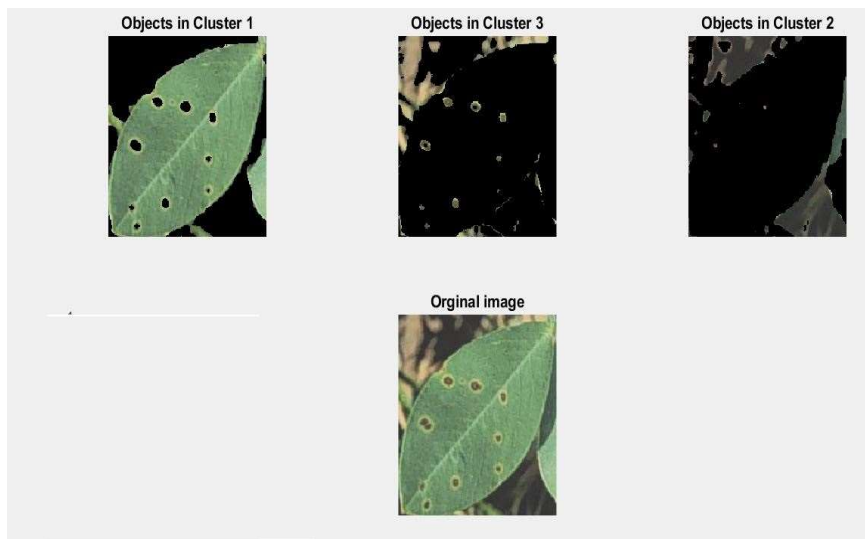 Objects in Cluster 1
Objects in Cluster 3
Objects in Cluster 2
Orginal image